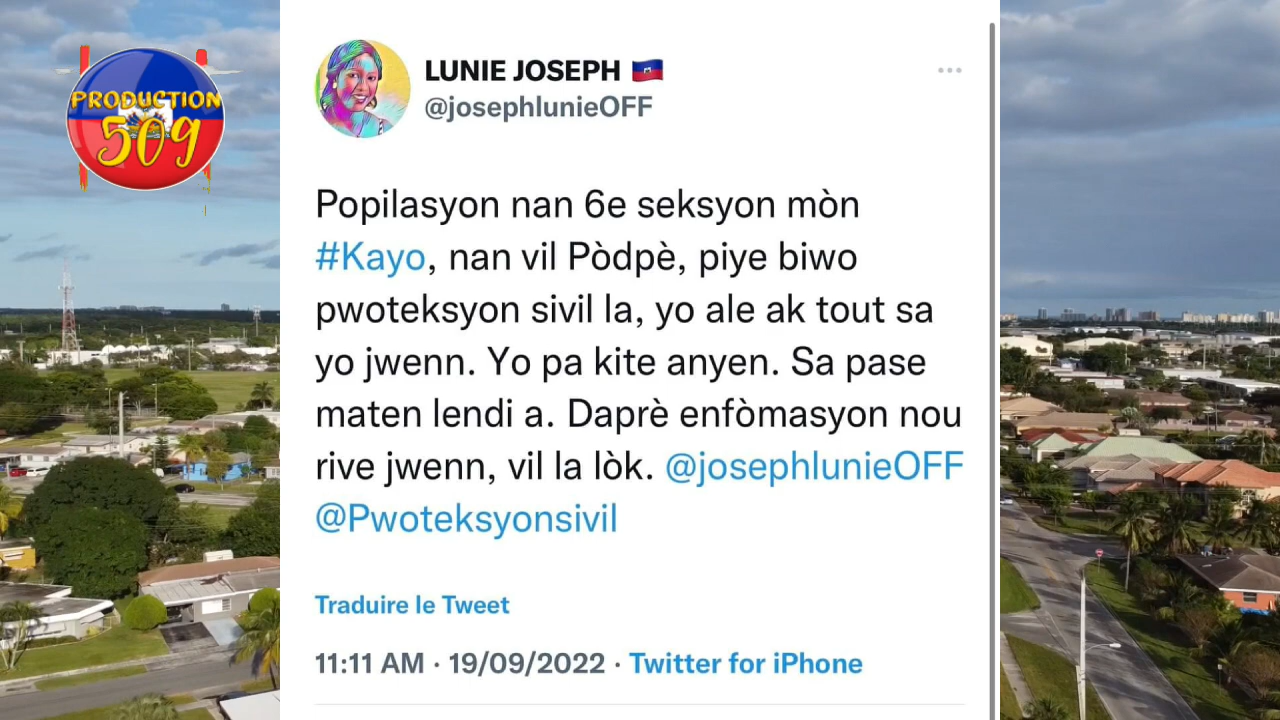 PRODUCTION
509
LUNIE JOSEPH 🇭🇹
@josephlunieOFF
Popilasyon nan 6e seksyon mòn
#Kayo, nan vil Pòdpè, piye biwo
pwoteksyon sivil la, yo ale ak tout sa
yo jwenn. Yo pa kite anyen. Sa pase
maten lendi a. Daprè enfòmasyon nou
rive jwenn, vil la lòk. @josephlunieOFF
@Pwoteksyonsivil
Traduire le Tweet
11:11 AM · 19/09/2022 · Twitter for iPhone